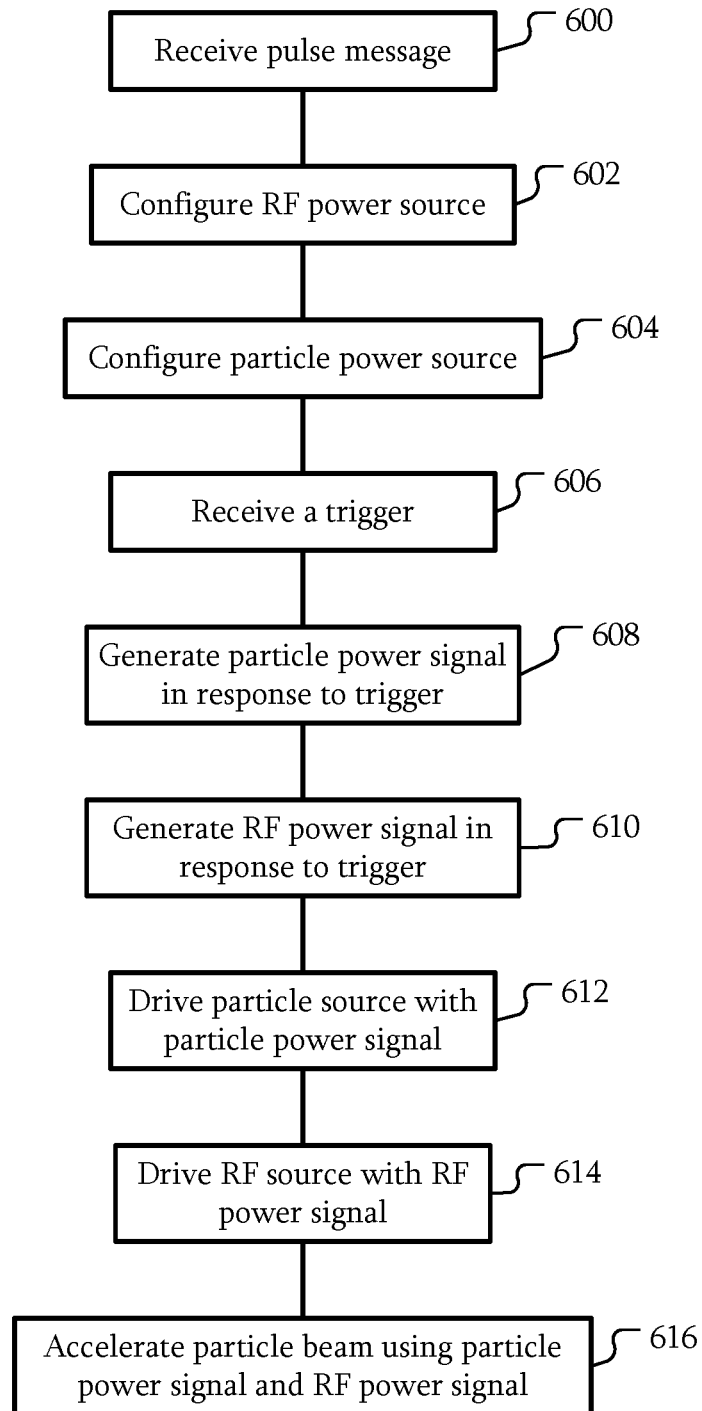 Receive pulse message
600
Configure RF power source
602
Configure particle power source
604
Receive a trigger
606
Generate particle power signal
in response to trigger
608
Generate RF power signal in
response to trigger
610
Drive particle source with
particle power signal
612
Drive RF source with RF
power signal
614
Accelerate particle beam using particle
power signal and RF power signal
616